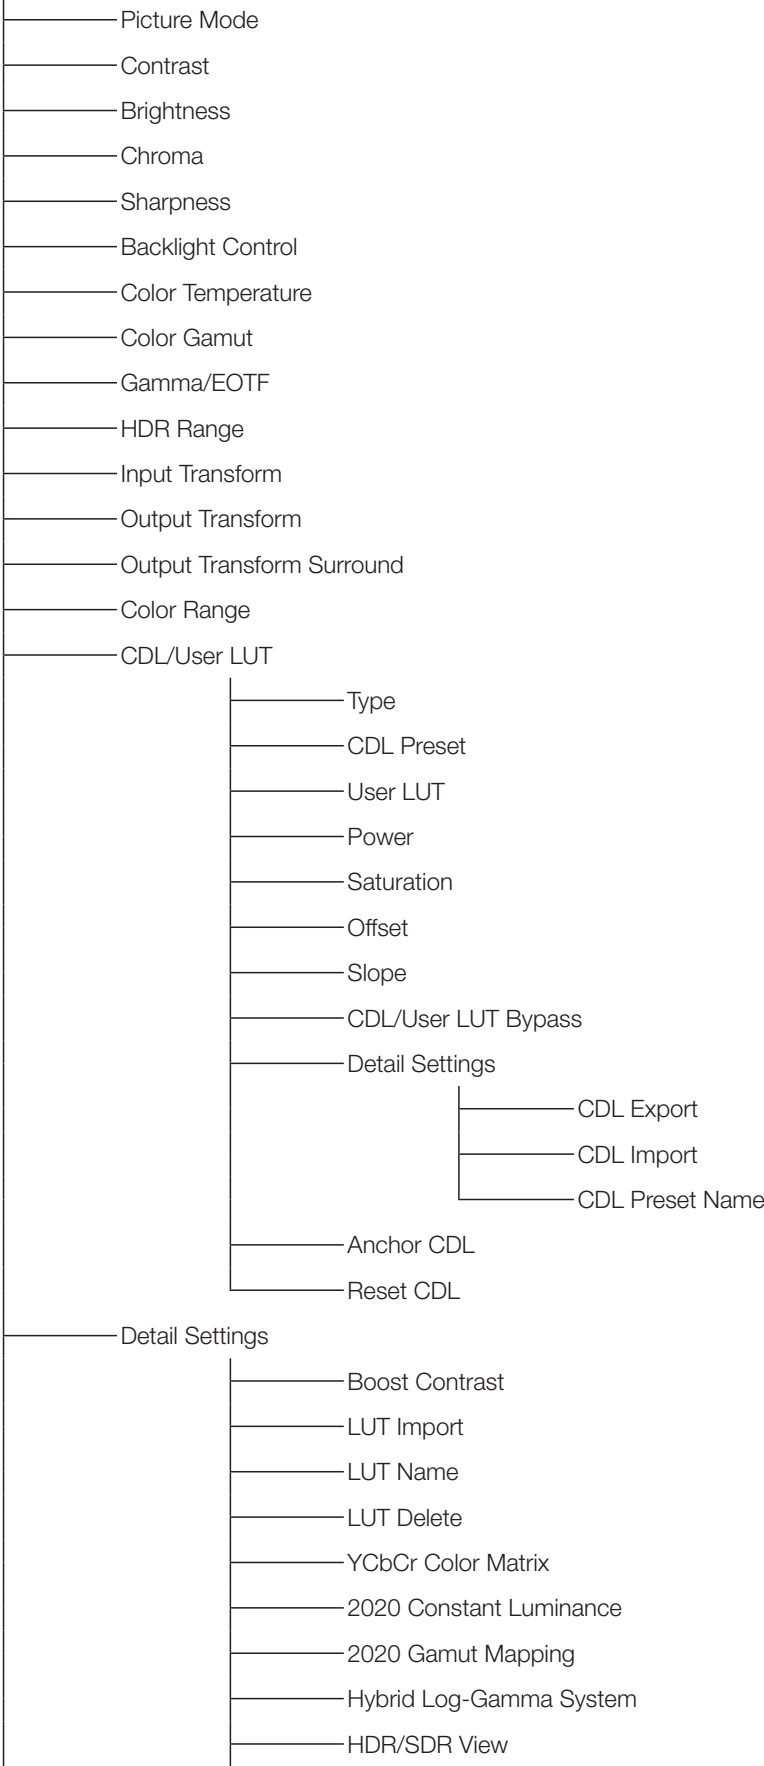 Picture Mode
Contrast
Brightness
Chroma
Sharpness
Backlight Control
Color Temperature
Color Gamut
Gamma/EOTF
HDR Range
Input Transform
Output Transform
Output Transform Surround
Color Range
CDL/User LUT
Type
CDL Preset
User LUT
Power
Saturation
Offset
Slope
CDL/User LUT Bypass
Detail Settings
CDL Export
CDL Import
CDL Preset Name
Anchor CDL
Reset CDL
Detail Settings
Boost Contrast
LUT Import
LUT Name
LUT Delete
YCbCr Color Matrix
2020 Constant Luminance
2020 Gamut Mapping
Hybrid Log-Gamma System
HDR/SDR View